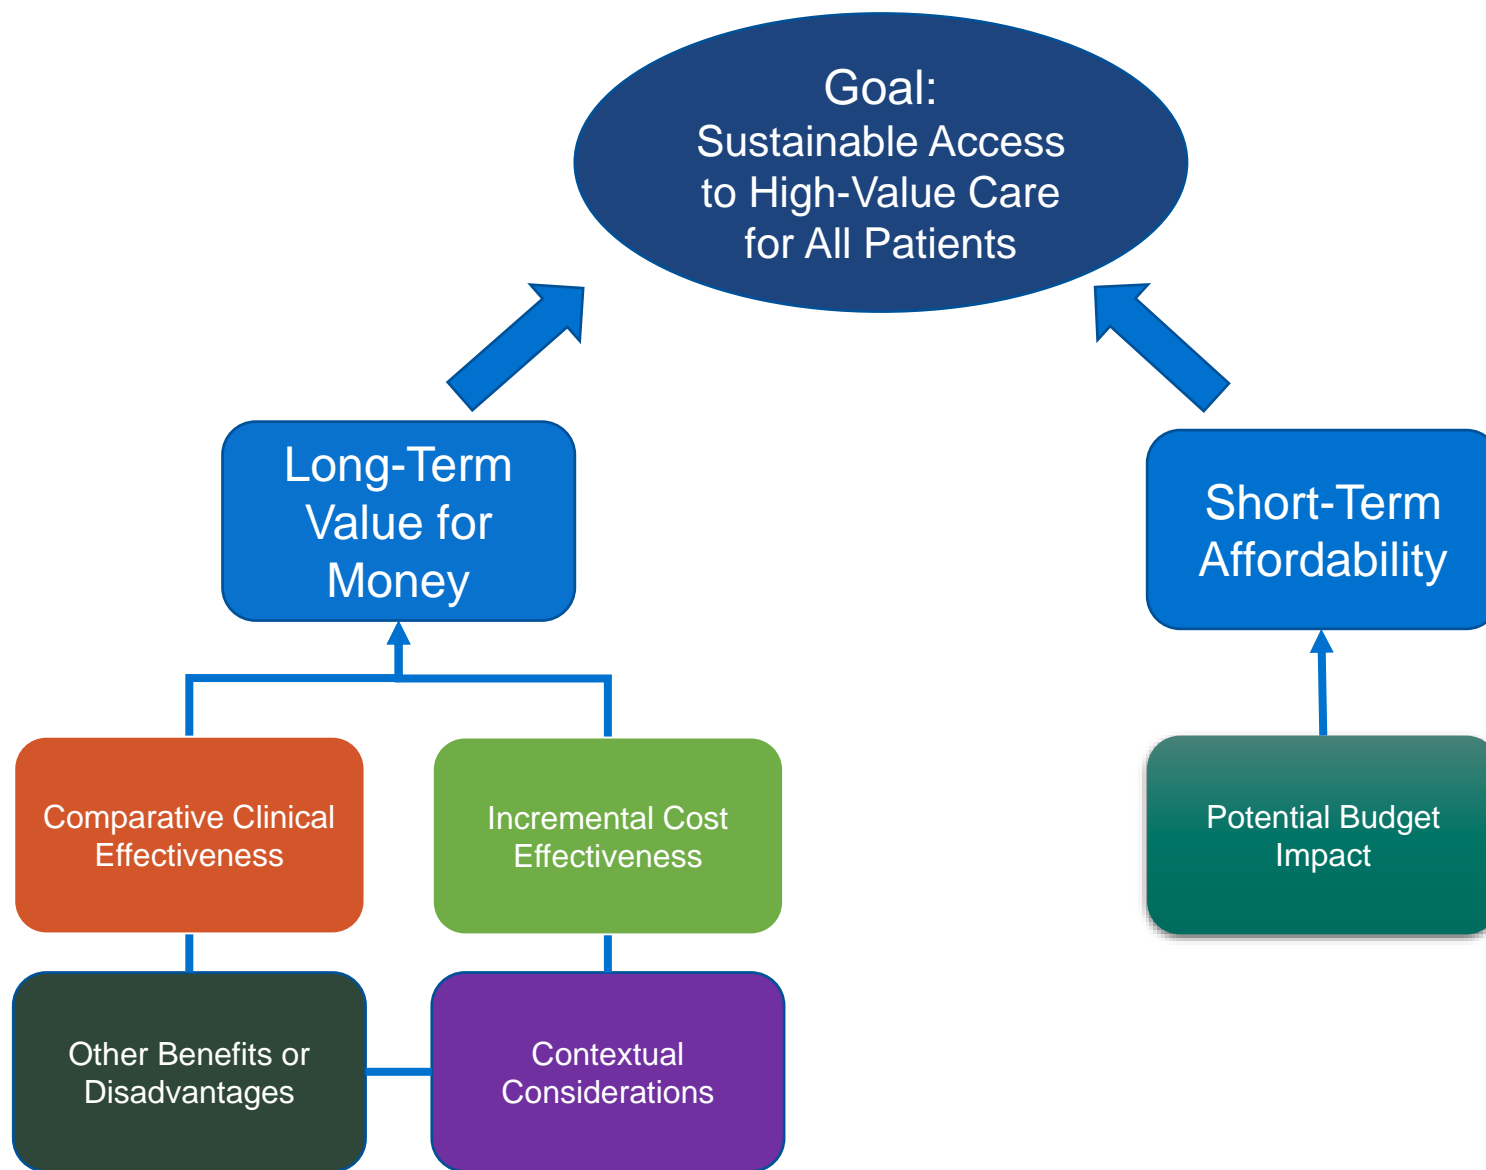 Goal:
Sustainable Access
to High-Value Care
for All Patients
Long-Term
Value for
Money
Short-Term
Affordability
Comparative Clinical
Effectiveness
Incremental Cost
Effectiveness
Potential Budget
Impact
Other Benefits or
Disadvantages
Contextual
Considerations